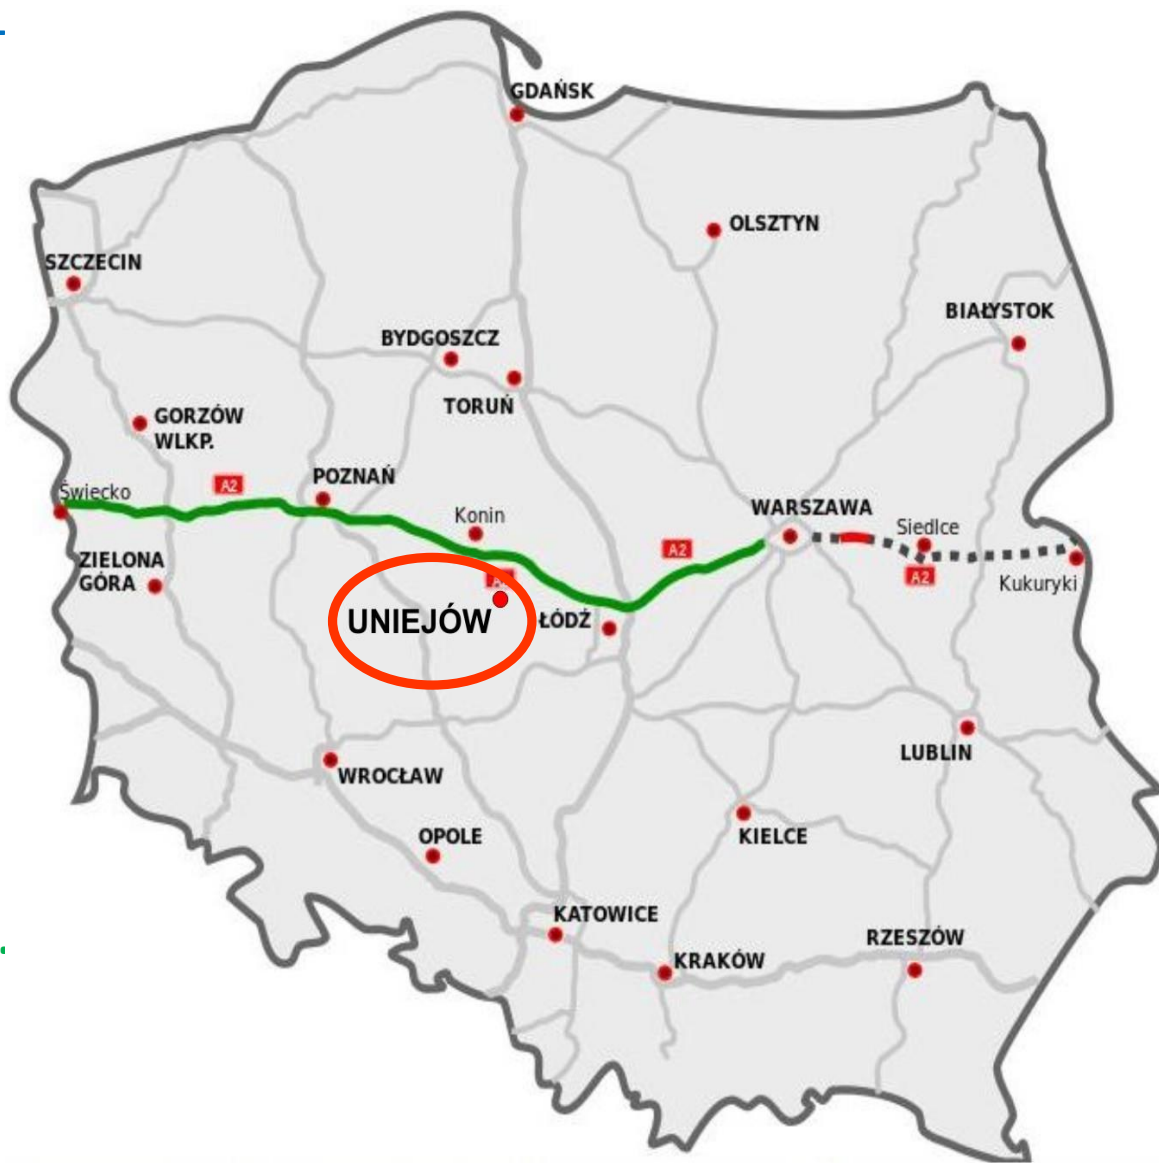 GDAŃSK
OLSZTYN
SZCZECIN
BIAŁYSTOK
BYDGOSZCZ
TORUŃ
GORZÓW
WLKP.
POZNAŃ
A2
Świecko
WARSZAWA
Konin
Siedlce
A2
ZIELONA
GÓRA
A2
Kukuryki
UNIEJÓW
ŁÓDŹ
LUBLIN
WROCŁAW
OPOLE
KIELCE
KATOWICE
RZESZÓW
KRAKÓW